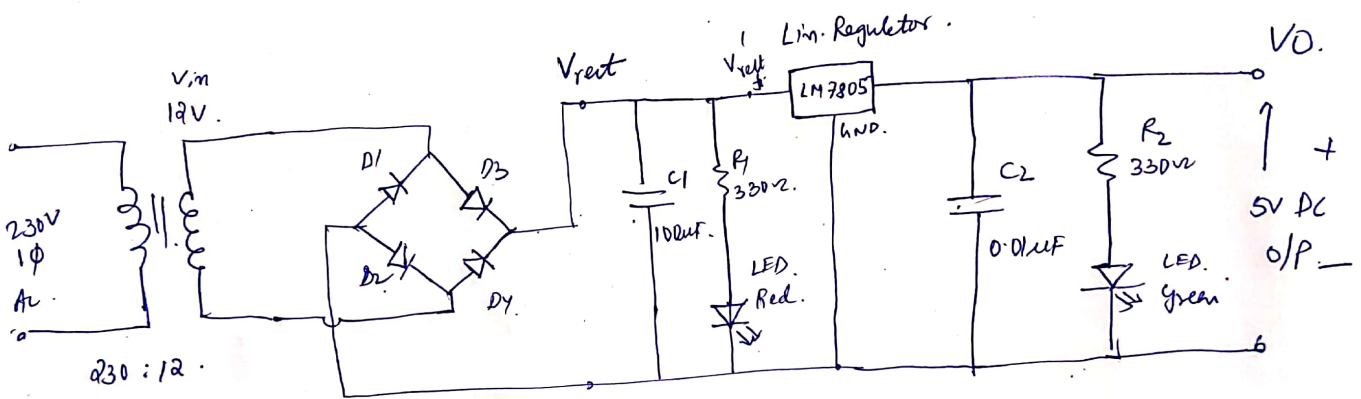 Lin. Regulator.
VO.
Vrect
Vrect
Vin
12V.
LM7805
GND.
D1
D3
D2
D4.
C1
100uF.
R1
330Ω.
LED.
Red.
C2
0.01uF
R2
330Ω
LED.
Green
+
5V DC
O/P.
230V
1φ
Ac.
230:12.